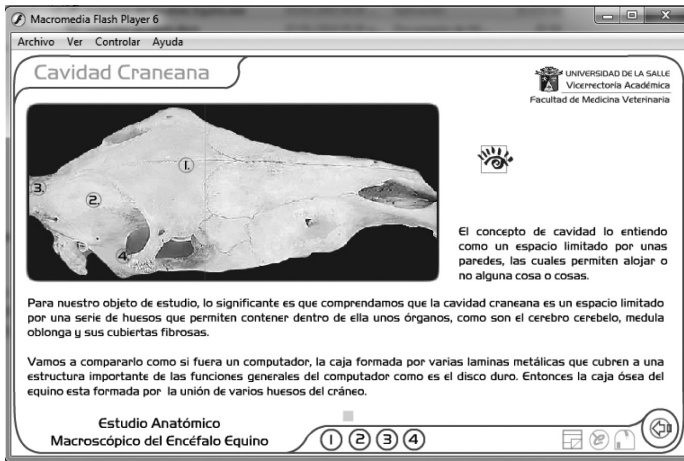 Macromedia Flash Player 6
Archivo Ver Controlar Ayuda
Cavidad Craneana
UNIVERSIDAD DE LA SALLE
Vicerrectoría Académica
Facultad de Medicina Veterinaria
1.
3.
2.
4
El concepto de cavidad lo entiendo
como un espacio limitado por unas
paredes, las cuales permiten alojar o
no alguna cosa o cosas.
Para nuestro objeto de estudio, lo significante es que comprendamos que la cavidad craneana es un espacio limitado
por una serie de huesos que permiten contener dentro de ella unos órganos, como son el cerebro cerebelo, medula
oblonga y sus cubiertas fibrosas.
Vamos a compararlo como si fuera un computador, la caja formada por varias laminas metálicas que cubren a una
estructura importante de las funciones generales del computador como es el disco duro. Entonces la caja ósea del
equino esta formada por la unión de varios huesos del cráneo.
Estudio Anatómico
Macroscópico del Encéfalo Equino
1 2 3 4